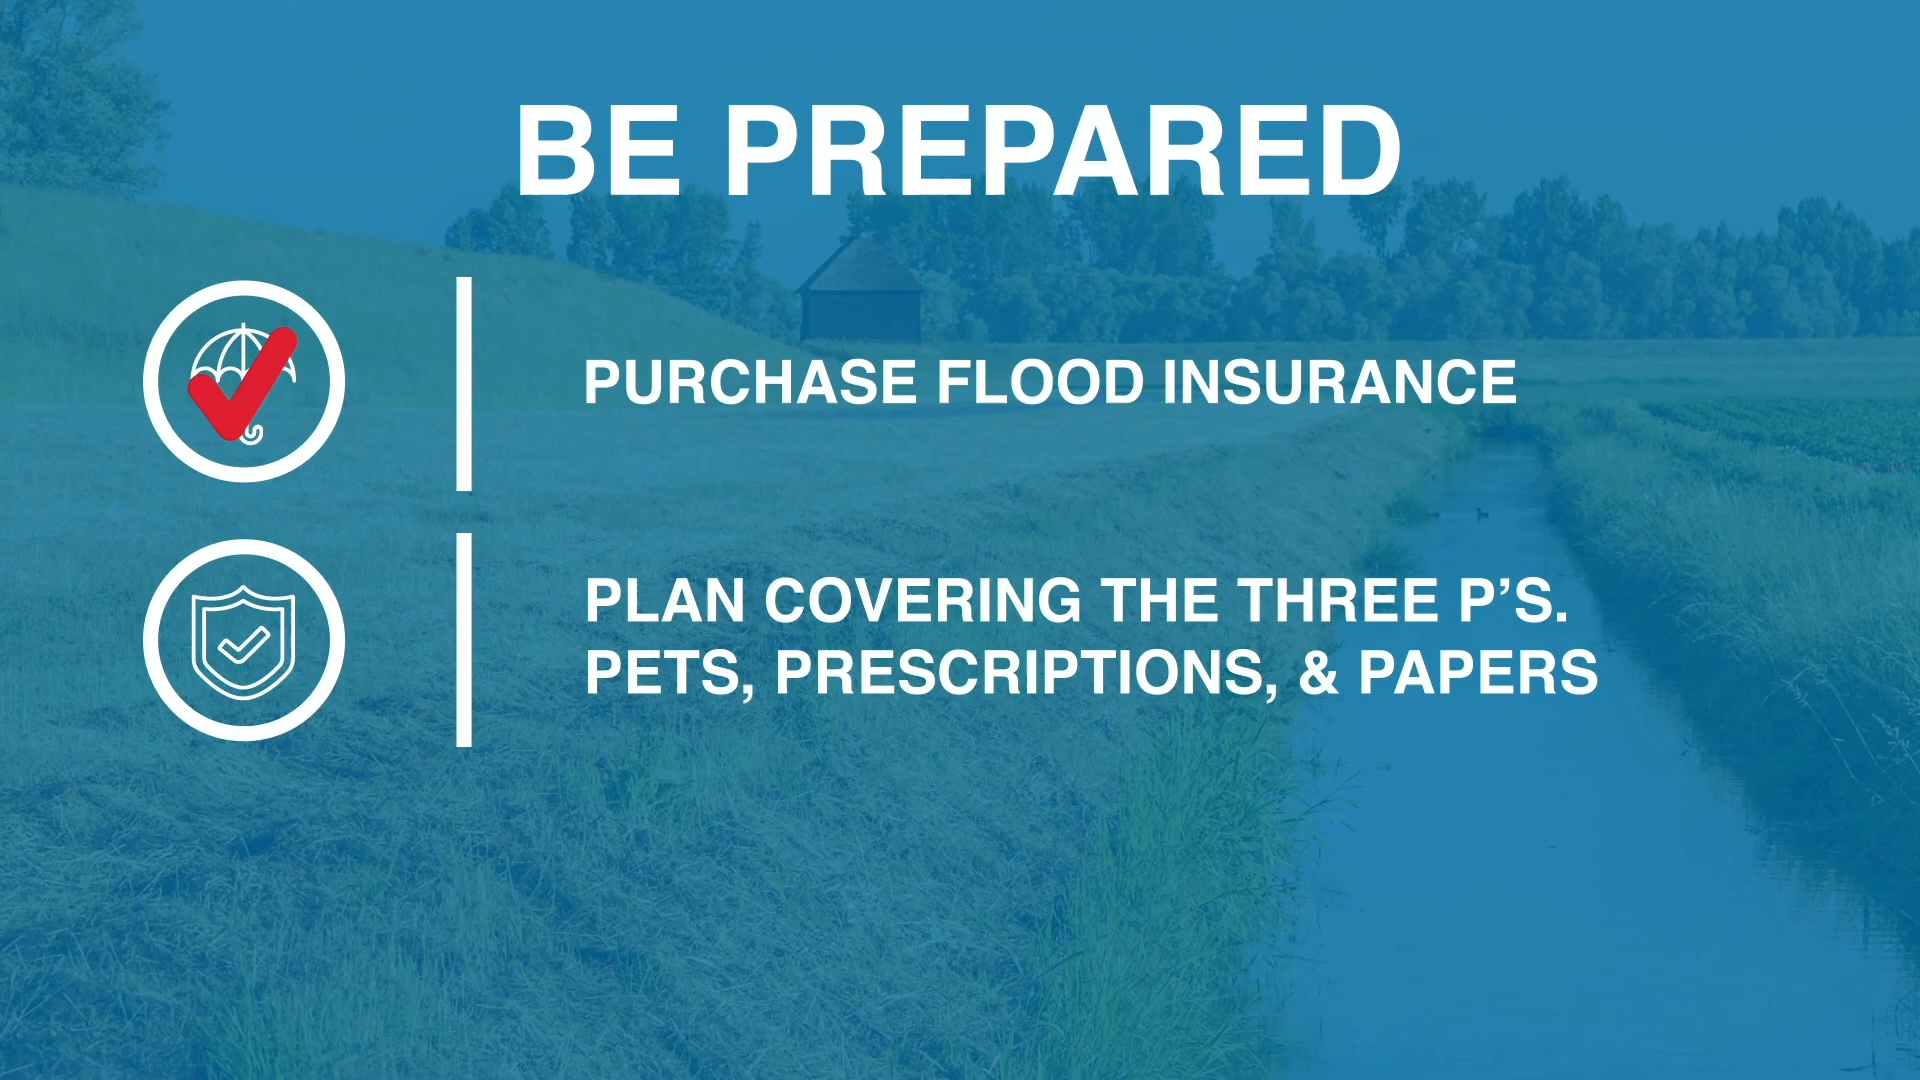 BE PREPARED
PURCHASE FLOOD INSURANCE
PLAN COVERING THE THREE P’S.
PETS, PRESCRIPTIONS, & PAPERS